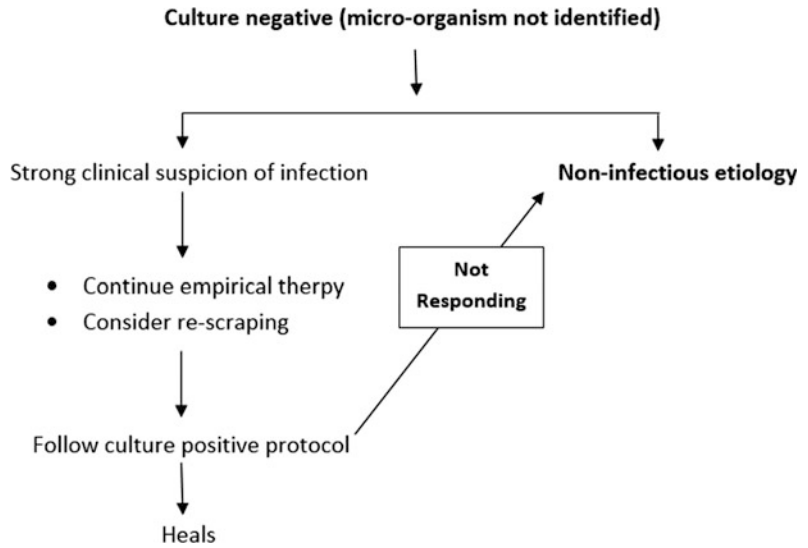 Culture negative (micro-organism not identified)
Strong clinical suspicion of infection
Non-infectious etiology
• Continue empirical therpy
• Consider re-scraping
Not
Responding
Follow culture positive protocol
Heals